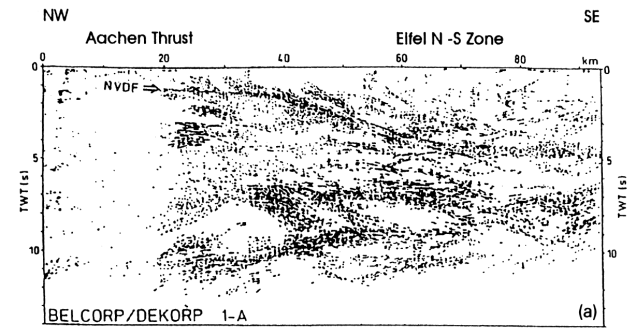 NW SE
Aachen Thrust Eifel N -S Zone
0 20 40 60 80 km
0 0
NVDF
5 5
TWT (s) TWT (s)
10 10
BELCORP/DEKORP 1-A (a)